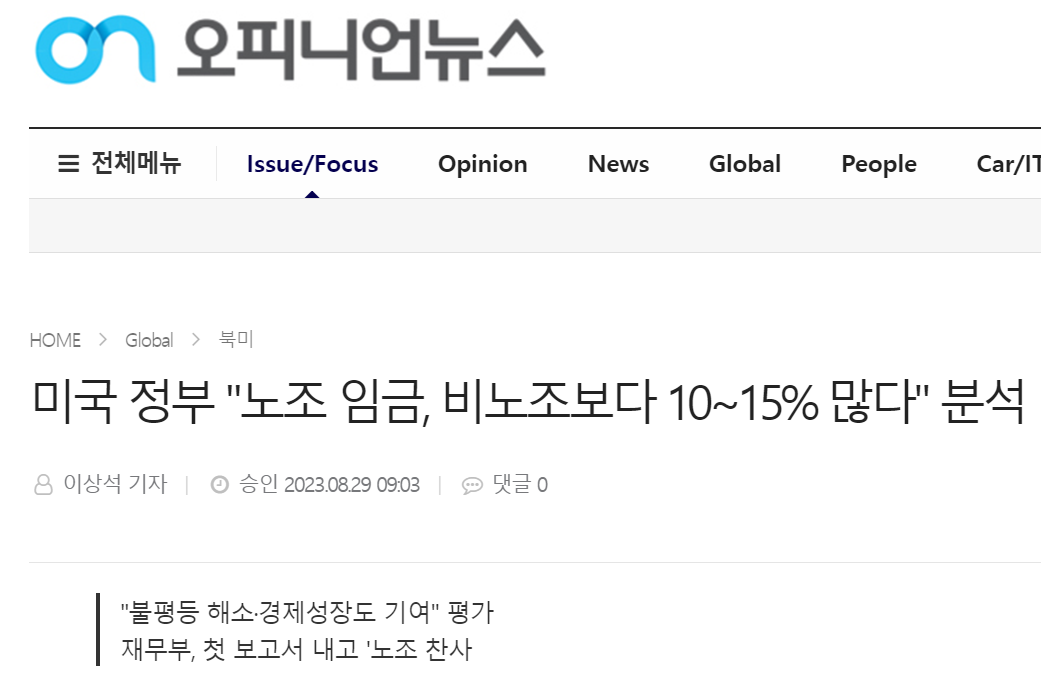 on 오피니언뉴스
전체메뉴 Issue/Focus Opinion News Global People Car/IT
HOME > Global > 북미
미국 정부 "노조 임금, 비노조보다 10~15% 많다" 분석
이상석 기자 | 승인 2023.08.29 09:03 | 댓글 0
"불평등 해소·경제성장도 기여" 평가
재무부, 첫 보고서 내고 '노조 찬사